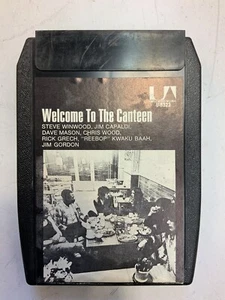 UA
Welcome To The Canteen
STEVE WINWOOD, JIM CAPALDI,
DAVE MASON, CHRIS WOOD,
RICK GRECH, "REEBOP" KWAKU BAAH,
JIM GORDON